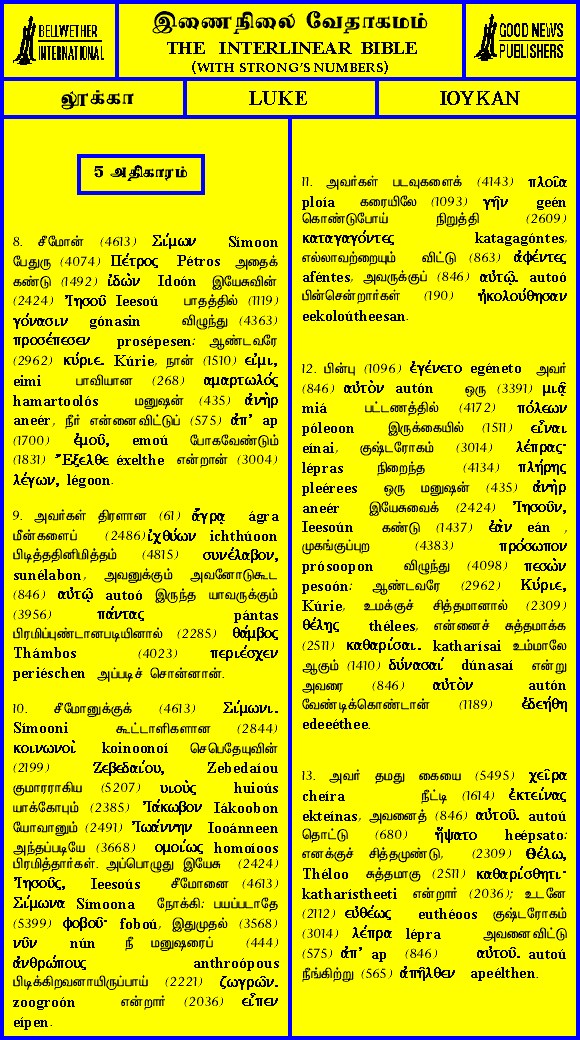 BELLWETHER
INTERNATIONAL
இணைநிலை வேதாகமம்
THE INTERLINEAR BIBLE
(WITH STRONG'S NUMBERS)
GOOD NEWS
PUBLISHERS
லூக்கா
LUKE
ΙΟΥΚΑΝ
5 அதிகாரம்
8. சீமோன் (4613) Σίμων Simoon
பேதுரு (4074) Πέτρος Pétros அதைக்
கண்டு (1492) ἰδὼν Idoón இயேசுவின்
(2424) Ἰησοῦ Ieesoú பாதத்தில் (1119)
γόνασιν gónasin விழுந்து (4363)
προσέπεσεν prosépesen: ஆண்டவரே
(2962) κύριε. Kúrie, நான் (1510) εἰμι,
eimi பாவியான (268) αμαρτωλός
hamartoolós மனுஷன் (435) ἀνὴρ
aneér, நீர் என்னைவிட்டுப் (575) ἀπ' ap
(1700) ἐμοῦ, emoú போகவேண்டும்
(1831) Ἔξελθε éxelthe என்றான் (3004)
λέγων, légoon.
9. அவர்கள் திரளான (61) ἄγρᾳ ágra
மீன்களைப் (2486) ἰχθύων ichthúoon
பிடித்ததினிமித்தம் (4815) συνέλαβον,
sunélabon, அவனுக்கும் அவனோடுகூட
(846) αὐτῷ autoó இருந்த யாவருக்கும்
(3956) πάντας pántas
பிரமிப்புண்டானபடியினால் (2285) θάμβος
Thámbos (4023) περιέσχεν
periéschen அப்படிச் சொன்னான்.
10. சீமோனுக்குக் (4613) Σίμωνι.
Símooni கூட்டாளிகளான (2844)
κοινωνοὶ koinoonoí செபெதேயுவின்
(2199) Ζεβεδαίου, Zebedaíou
குமாரராகிய (5207) υιοὺς huioús
யாக்கோபும் (2385) Ἰάκωβον Iákoobon
யோவானும் (2491) Ἰωάννην Iooánneen
அந்தப்படியே (3668) ομοίως homoíoos
பிரமித்தார்கள். அப்பொழுது இயேசு (2424)
Ἰησοῦς, Ieesoús சீமோனை (4613)
Σίμωνα Símoona நோக்கி: பயப்படாதே
(5399) φοβοῦ· foboú, இதுமுதல் (3568)
νῦν nún நீ மனுஷரைப் (444)
ἀνθρώπους anthroópous
பிடிக்கிறவனாயிருப்பாய் (2221) ζωγρῶν.
zoogroón என்றார் (2036) εἶπεν
eípen.
11. அவர்கள் படவுகளைக் (4143) πλοῖα
ploía கரையிலே (1093) γῆν geén
கொண்டுபோய் நிறுத்தி (2609)
καταγαγόντες katagagóntes,
எல்லாவற்றையும் விட்டு (863) ἀφέντες
aféntes, அவருக்குப் (846) αὐτῷ. autoó
பின்சென்றார்கள் (190) ἠκολούθησαν
eekoloútheesan.
12. பின்பு (1096) ἐγένετο egéneto அவர்
(846) αὐτὸν autón ஒரு (3391) μιᾷ
miá பட்டணத்தில் (4172) πόλεων
póleoon இருக்கையில் (1511) εἶναι
eínai, குஷ்டரோகம் (3014) λέπρας·
lépras நிறைந்த (4134) πλήρης
pleérees ஒரு மனுஷன் (435) ἀνὴρ
aneér இயேசுவைக் (2424) Ἰησοῦν,
Ieesoún கண்டு (1437) ἐὰν eán ,
முகங்குப்புற (4383) πρόσωπον
prósoopon விழுந்து (4098) πεσὼν
pesoón: ஆண்டவரே (2962) Κύριε,
Kúrie, உமக்குச் சித்தமானால் (2309)
θέλῃς thélees, என்னைச் சுத்தமாக்க
(2511) καθαρίσαι. katharísai உம்மாலே
ஆகும் (1410) δύνασαί dúnasaí என்று
அவரை (846) αὐτὸν autón
வேண்டிக்கொண்டான் (1189) ἐδεήθη
edeeéthee.
13. அவர் தமது கையை (5495) χεῖρα
cheíra நீட்டி (1614) ἐκτείνας
ekteínas, அவனைத் (846) αὐτοῦ. autoú
தொட்டு (680) ἥψατο heépsato:
எனக்குச் சித்தமுண்டு, (2309) Θέλω,
Théloo சுத்தமாகு (2511) καθαρίσθητι·
katharístheeti என்றார் (2036); உடனே
(2112) εὐθέως euthéoos குஷ்டரோகம்
(3014) λέπρα lépra அவனைவிட்டு
(575) ἀπ' ap (846) αὐτοῦ. autoú
நீங்கிற்று (565) ἀπῆλθεν apeélthen.